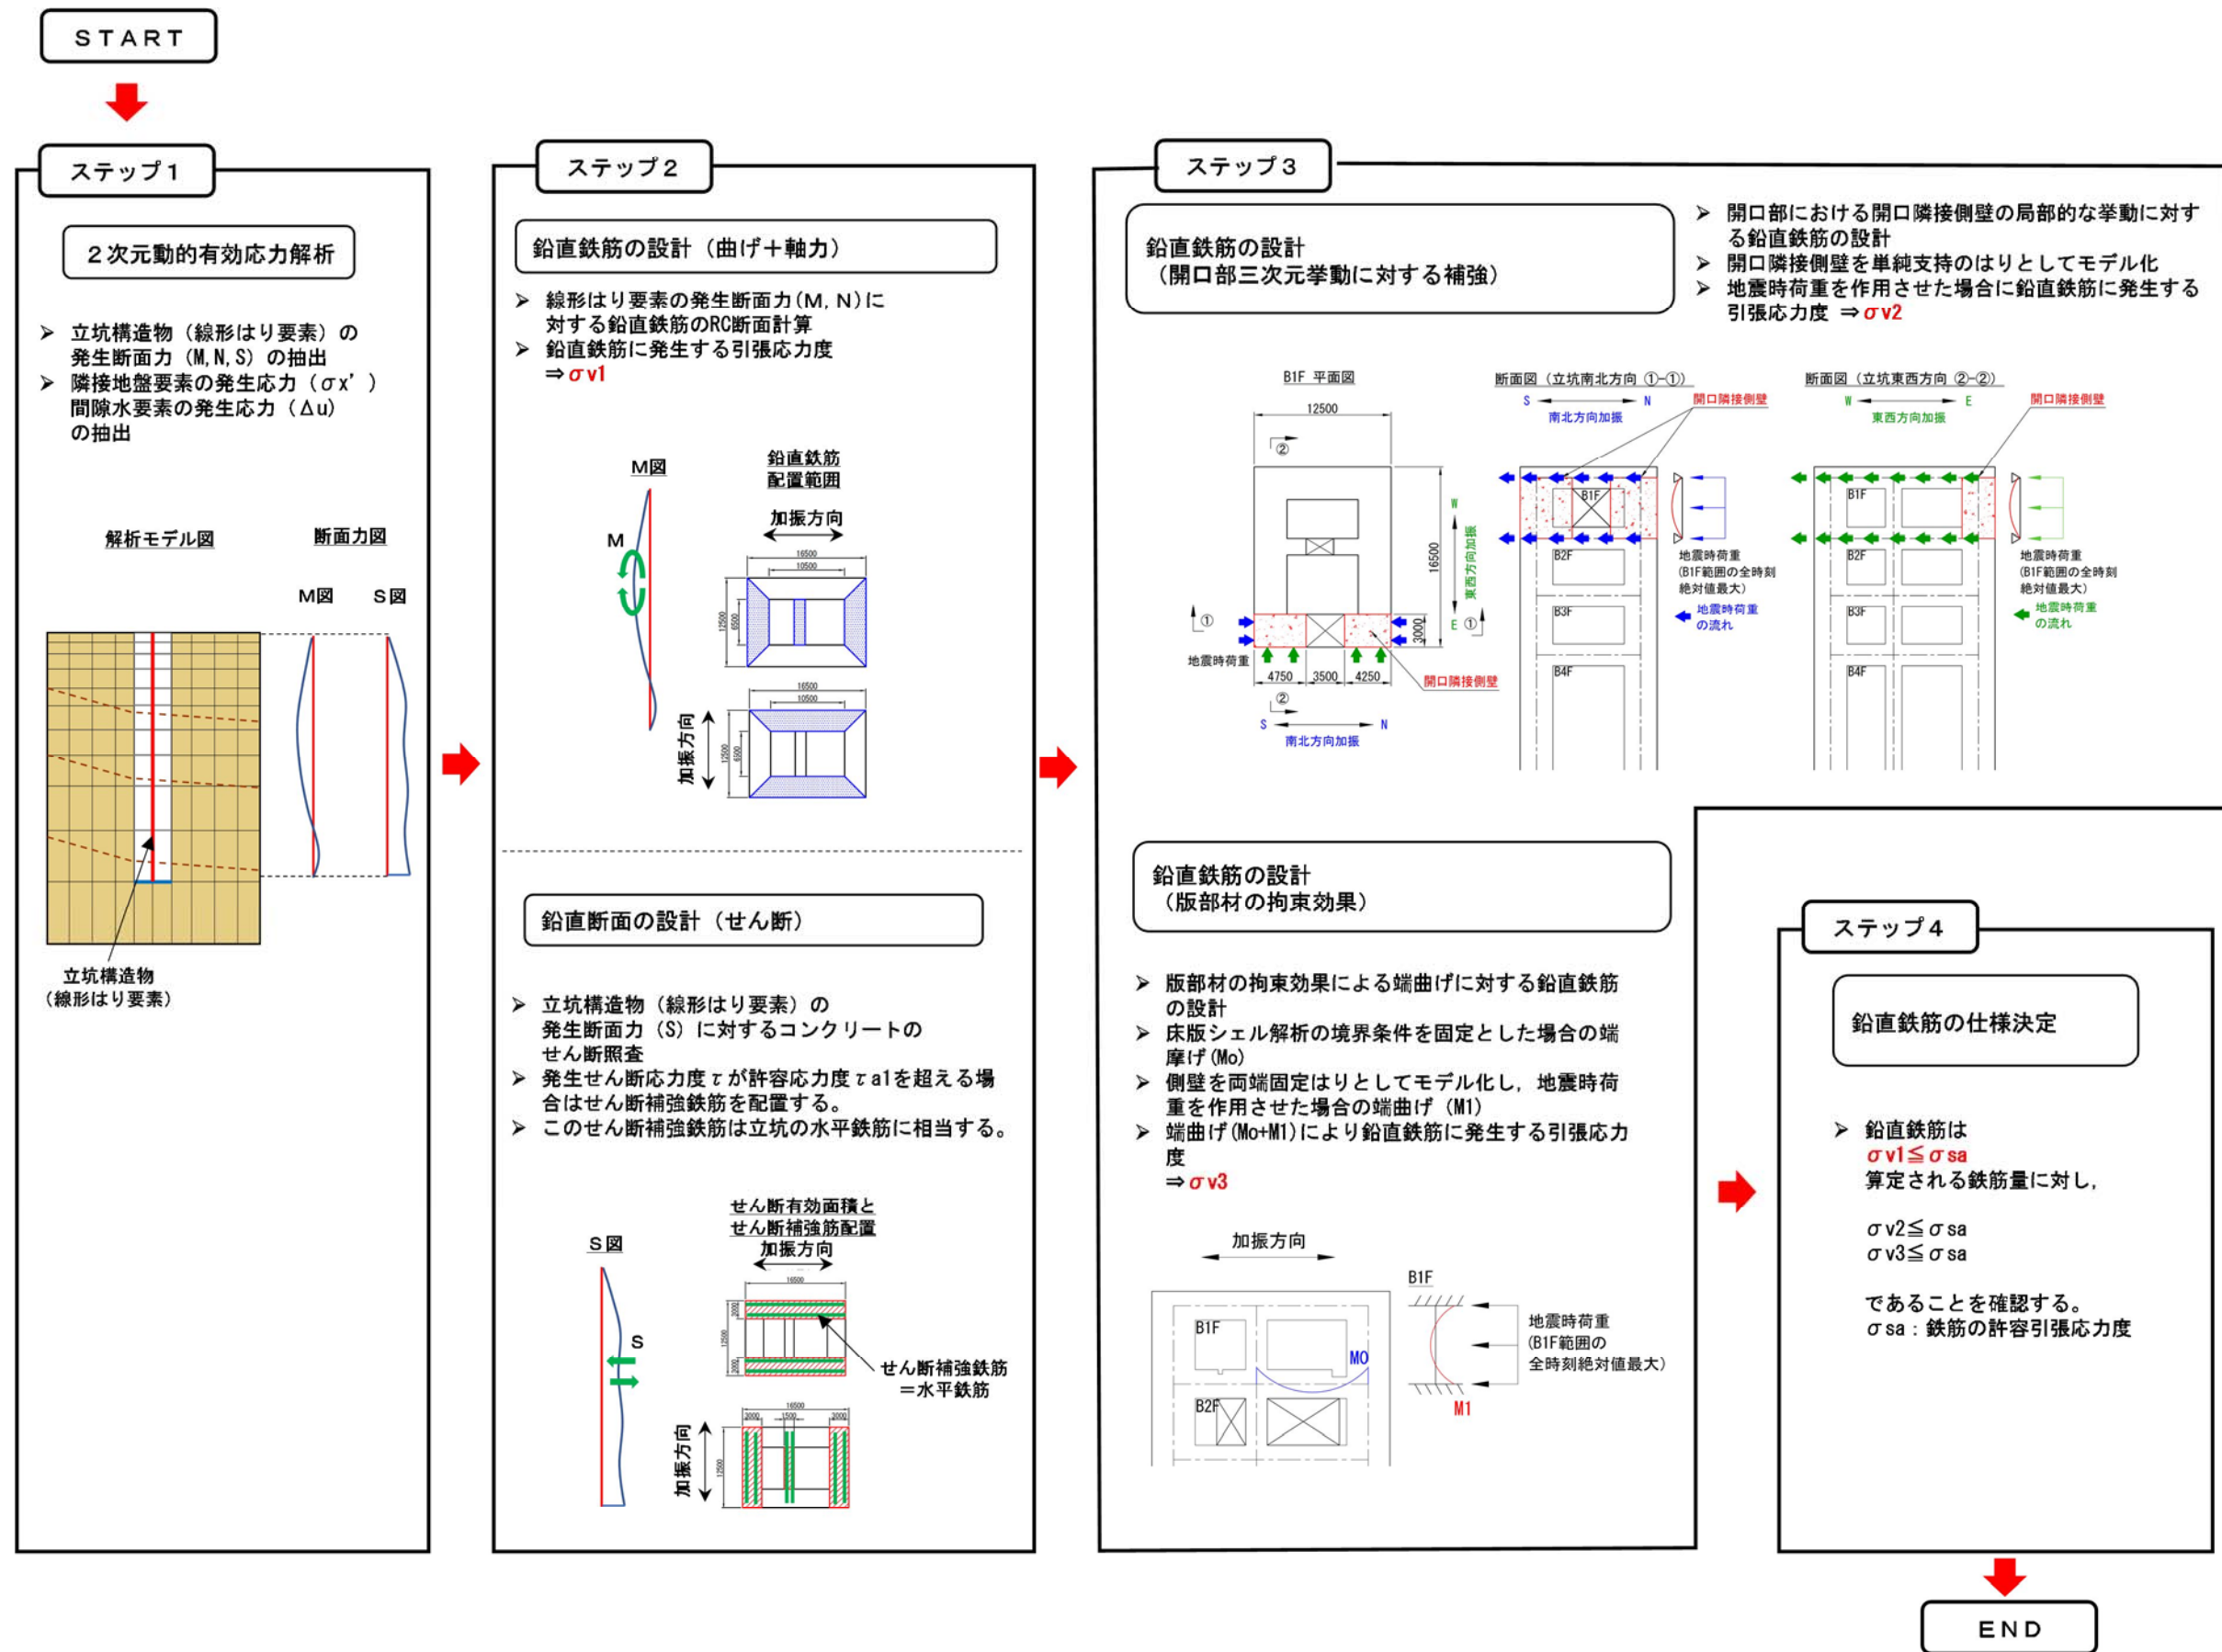 START
ステップ1
2次元動的有効応力解析
➢ 立坑構造物（線形はり要素）の
発生断面力（M,N,S）の抽出
➢ 隣接地盤要素の発生応力（σx’）
間隙水要素の発生応力（Δu）
の抽出
解析モデル図
断面力図
M図
S図
立坑構造物
（線形はり要素）
ステップ2
鉛直鉄筋の設計（曲げ＋軸力）
➢ 線形はり要素の発生断面力(M,N)に
対する鉛直鉄筋のRC断面計算
➢ 鉛直鉄筋に発生する引張応力度
⇒σv1
M図
M
鉛直鉄筋
配置範囲
加振方向
16500
10500
12500
6500
加振方向
16500
10500
12500
6500
鉛直断面の設計（せん断）
➢ 立坑構造物（線形はり要素）の
発生断面力（S）に対するコンクリートの
せん断照査
➢ 発生せん断応力度τが許容応力度τa1を超える場
合はせん断補強鉄筋を配置する。
➢ このせん断補強鉄筋は立坑の水平鉄筋に相当する。
S図
S
せん断有効面積と
せん断補強筋配置
加振方向
16500
3000
12500
3000
せん断補強鉄筋
＝水平鉄筋
加振方向
16500
3000
1500
3000
12500
ステップ3
鉛直鉄筋の設計
（開口部三次元挙動に対する補強）
➢ 開口部における開口隣接側壁の局部的な挙動に対す
る鉛直鉄筋の設計
➢ 開口隣接側壁を単純支持のはりとしてモデル化
➢ 地震時荷重を作用させた場合に鉛直鉄筋に発生する
引張応力度 ⇒σv2
B1F 平面図
12500
②
16500
W
東西方向加振
E
①
①
3000
地震時荷重
4750
3500
4250
開口隣接側壁
②
S
N
南北方向加振
断面図（立坑南北方向 ①-①）
S
N
南北方向加振
開口隣接側壁
B1F
B2F
B3F
B4F
地震時荷重
(B1F範囲の全時刻
絶対値最大)
地震時荷重
の流れ
断面図（立坑東西方向 ②-②）
W
E
東西方向加振
開口隣接側壁
B1F
B2F
B3F
B4F
地震時荷重
(B1F範囲の全時刻
絶対値最大)
地震時荷重
の流れ
鉛直鉄筋の設計
（版部材の拘束効果）
➢ 版部材の拘束効果による端曲げに対する鉛直鉄筋
の設計
➢ 床版シェル解析の境界条件を固定とした場合の端
摩げ(Mo)
➢ 側壁を両端固定はりとしてモデル化し，地震時荷
重を作用させた場合の端曲げ（M1）
➢ 端曲げ(Mo+M1)により鉛直鉄筋に発生する引張応力
度
⇒σv3
加振方向
B1F
M0
B2F
B1F
M1
地震時荷重
(B1F範囲の
全時刻絶対値最大)
ステップ4
鉛直鉄筋の仕様決定
➢ 鉛直鉄筋は
σv1≦σsa
算定される鉄筋量に対し，
σv2≦σsa
σv3≦σsa
であることを確認する。
σsa：鉄筋の許容引張応力度
END